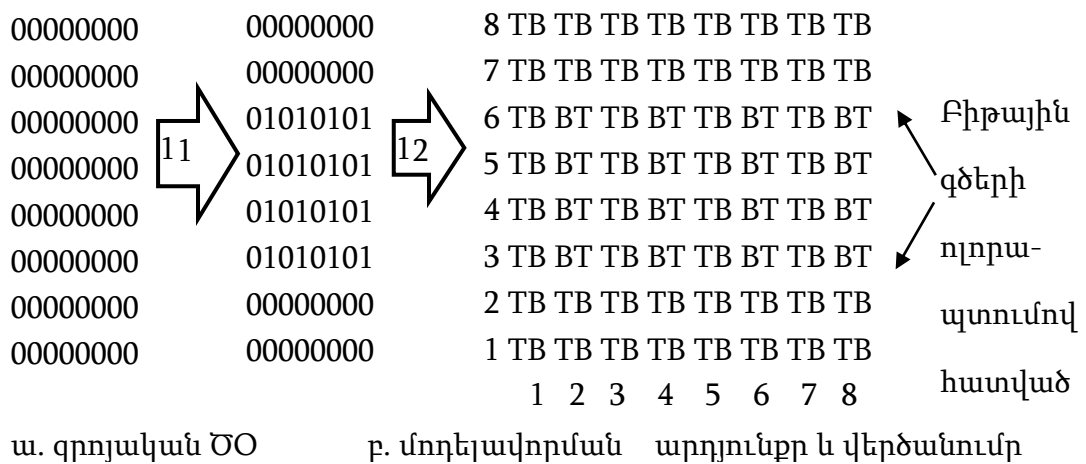 00000000 00000000 8 TB TB TB TB TB TB TB TB
00000000 00000000 7 TB TB TB TB TB TB TB TB
00000000 01010101 6 TB BT TB BT TB BT TB BT Բիթային
00000000 11 01010101 12 5 TB BT TB BT TB BT TB BT գծերի
00000000 01010101 4 TB BT TB BT TB BT TB BT ոլորա-
00000000 01010101 3 TB BT TB BT TB BT TB BT պտումով
00000000 00000000 2 TB TB TB TB TB TB TB TB հատված
00000000 00000000 1 TB TB TB TB TB TB TB TB
1 2 3 4 5 6 7 8
ա. զրոյական ԾՕ բ. մոդելավորման արդյունքը և վերծանումը